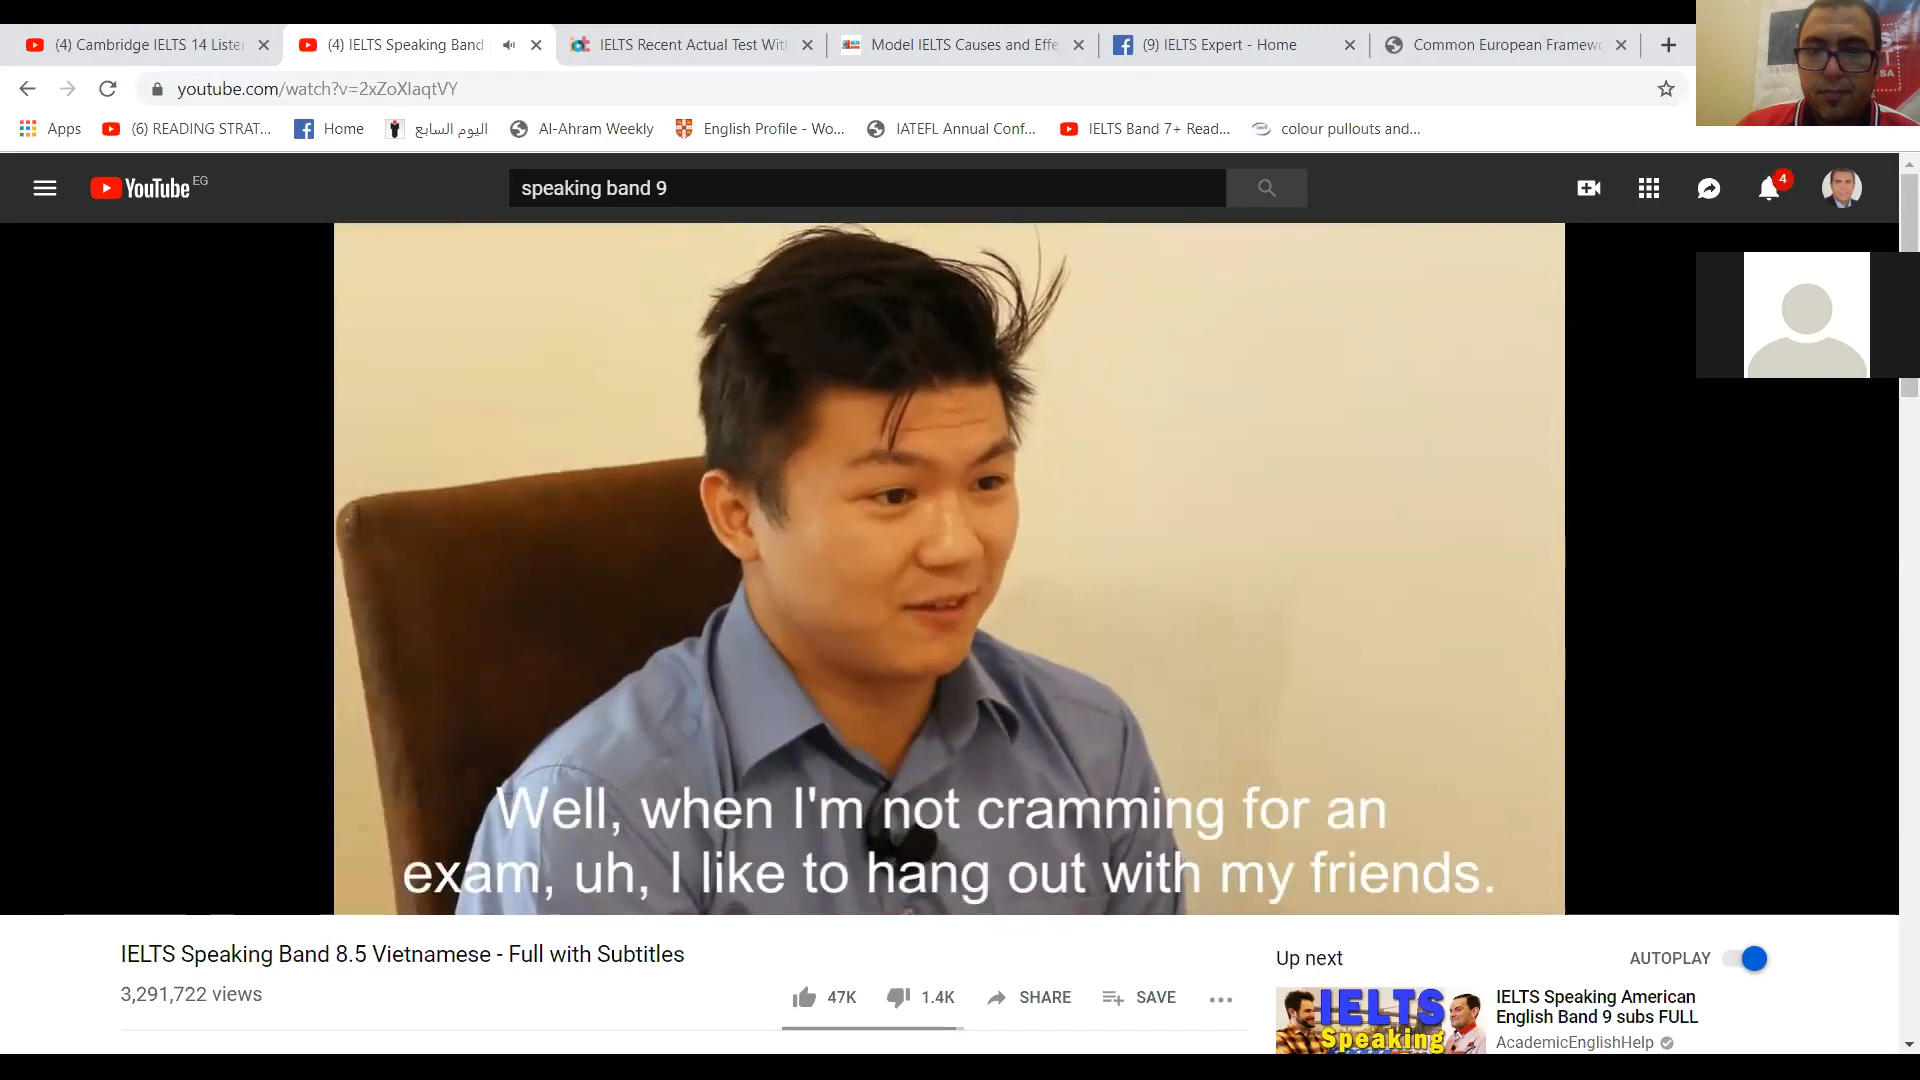 (4) Cambridge IELTS 14 Liste
(4) IELTS Speaking Band
IELTS Recent Actual Test Wit
Model IELTS Causes and Effe
(9) IELTS Expert - Home
Common European Framew
youtube.com/watch?v=2xZoXIaqtVY
Apps
(6) READING STRAT...
Home
اليوم السابع
Al-Ahram Weekly
English Profile - Wo...
IATEFL Annual Conf...
IELTS Band 7+ Read...
colour pullouts and...
YouTube EG
speaking band 9
4
Well, when I'm not cramming for an
exam, uh, I like to hang out with my friends.
IELTS Speaking Band 8.5 Vietnamese - Full with Subtitles
3,291,722 views
47K
1.4K
SHARE
SAVE
Up next
AUTOPLAY
IELTS
Speaking
IELTS Speaking American
English Band 9 subs FULL
AcademicEnglishHelp